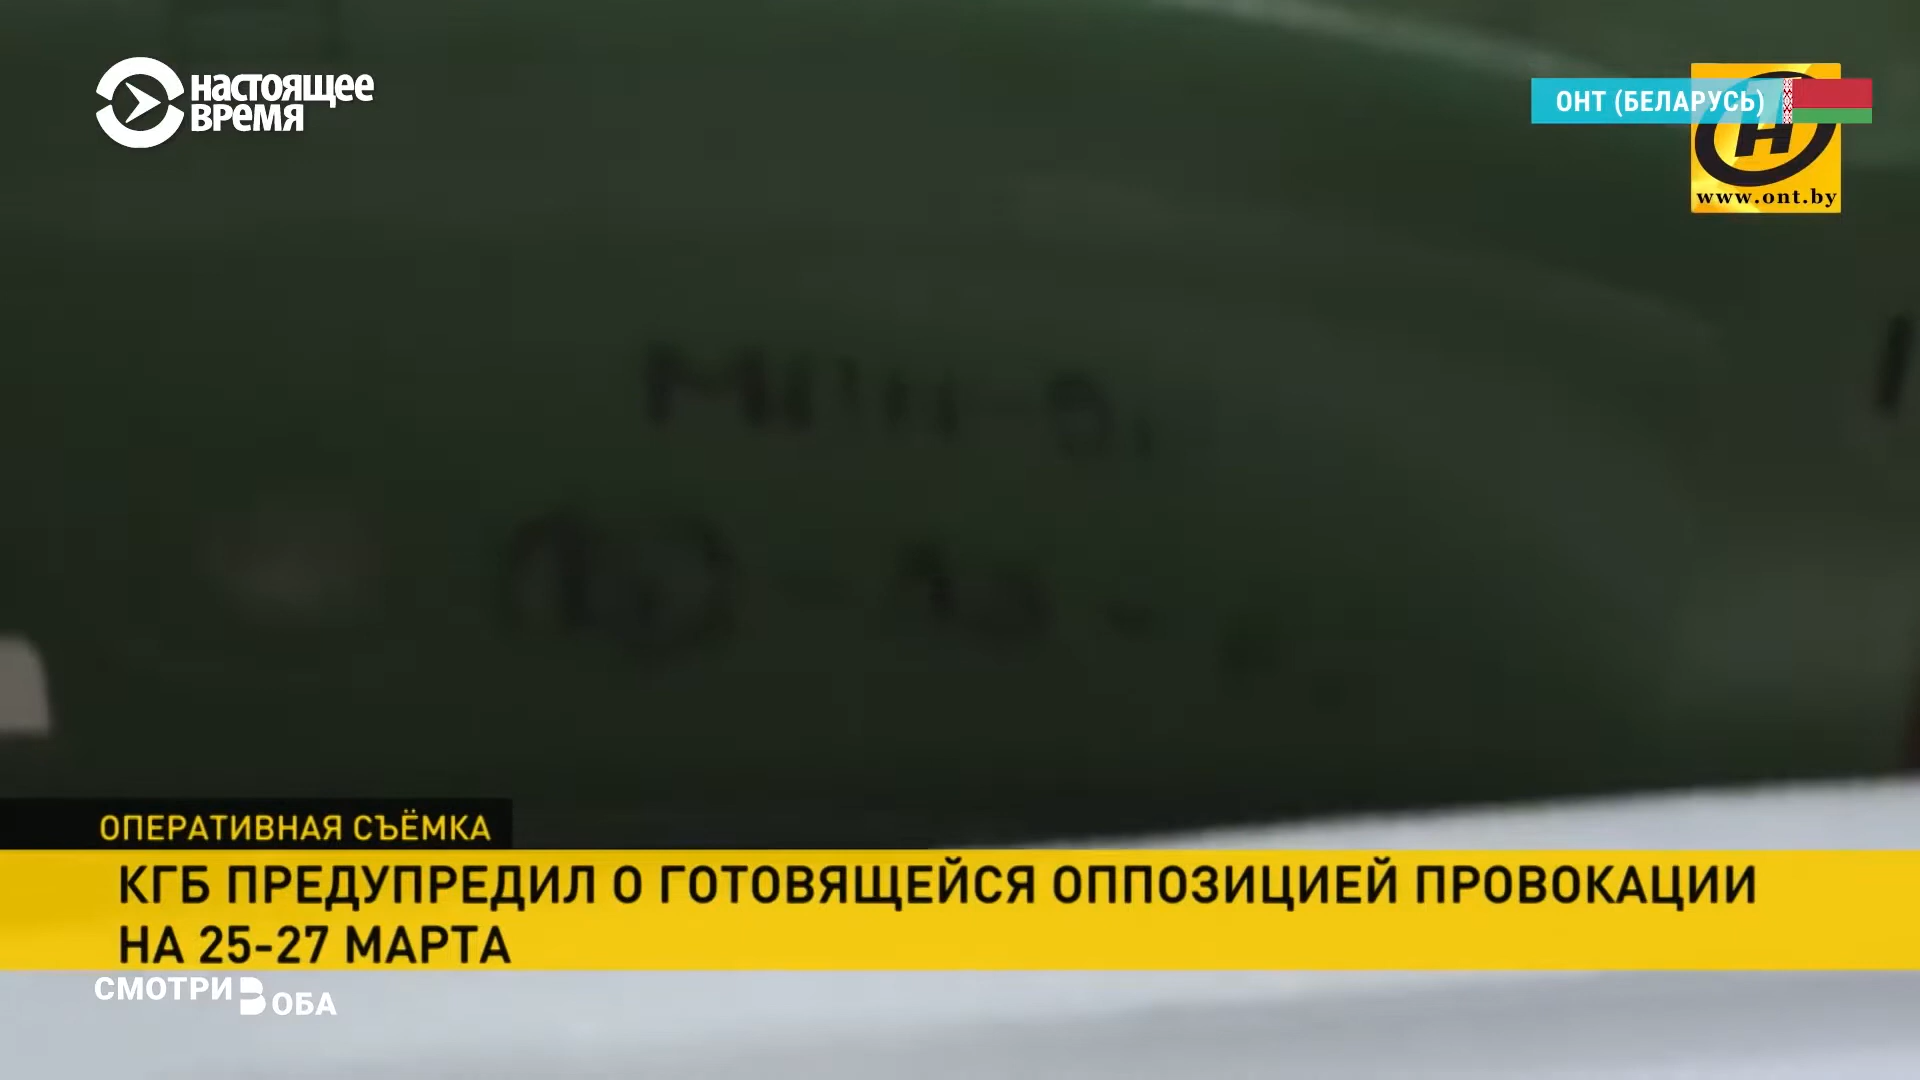 НАСТОЯЩЕЕ
ВРЕМЯ
ОНТ (БЕЛАРУСЬ)
www.ont.by
ОПЕРАТИВНАЯ СЪЁМКА
КГБ ПРЕДУПРЕДИЛ О ГОТОВЯЩЕЙСЯ ОППОЗИЦИЕЙ ПРОВОКАЦИИ
НА 25-27 МАРТА
СМОТРИ В ОБА